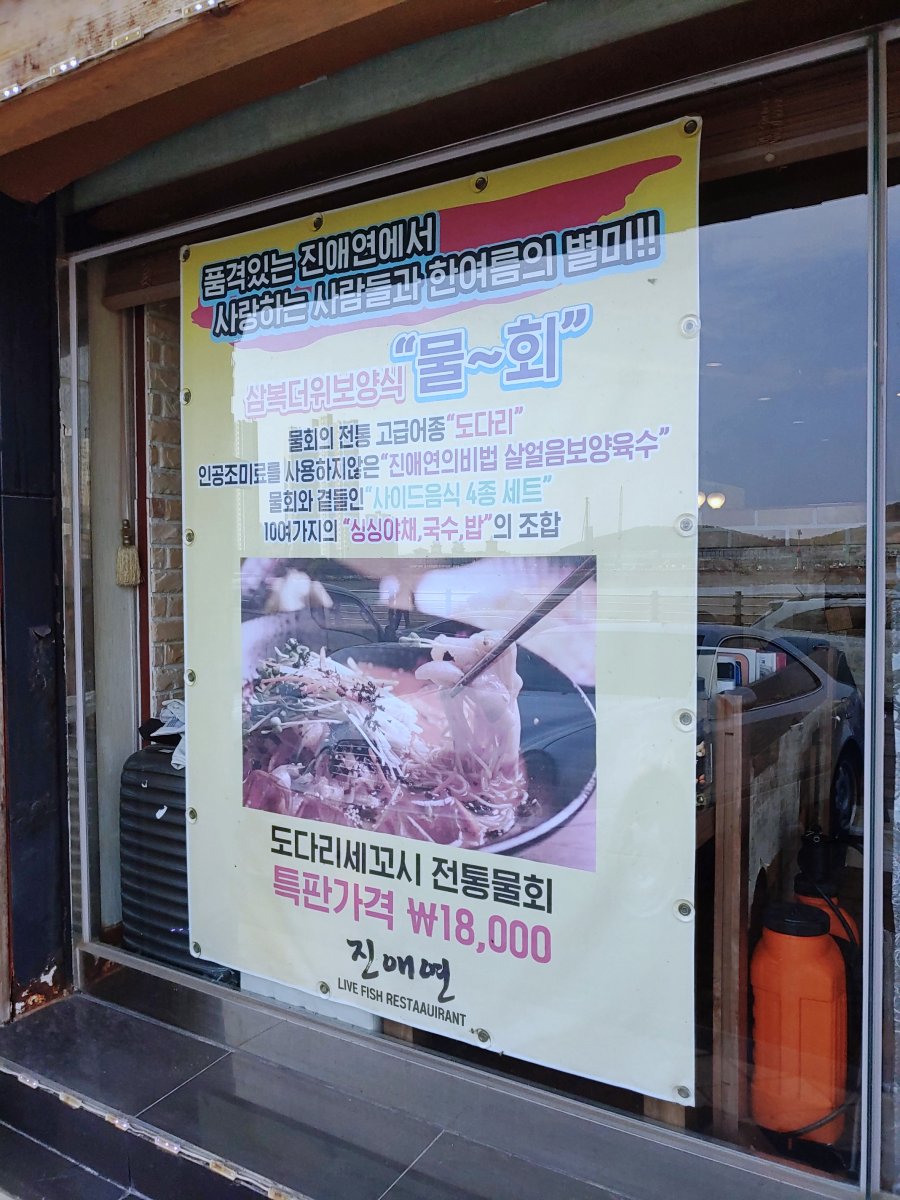 품격있는 진애연에서
사랑하는 사람들과 한여름의 별미!!
삼복더위보양식 “물~회”
물회의 전통 고급어종“도다리”
인공조미료를 사용하지않은“진애연의비법 살얼음보양육수”
물회와 곁들인“사이드음식 4종 세트”
100여가지의 “싱싱야채,국수,밥”의 조합
도다리세꼬시 전통물회
특판가격 ₩18,000
진애연
LIVE FISH RESTAAUIRANT